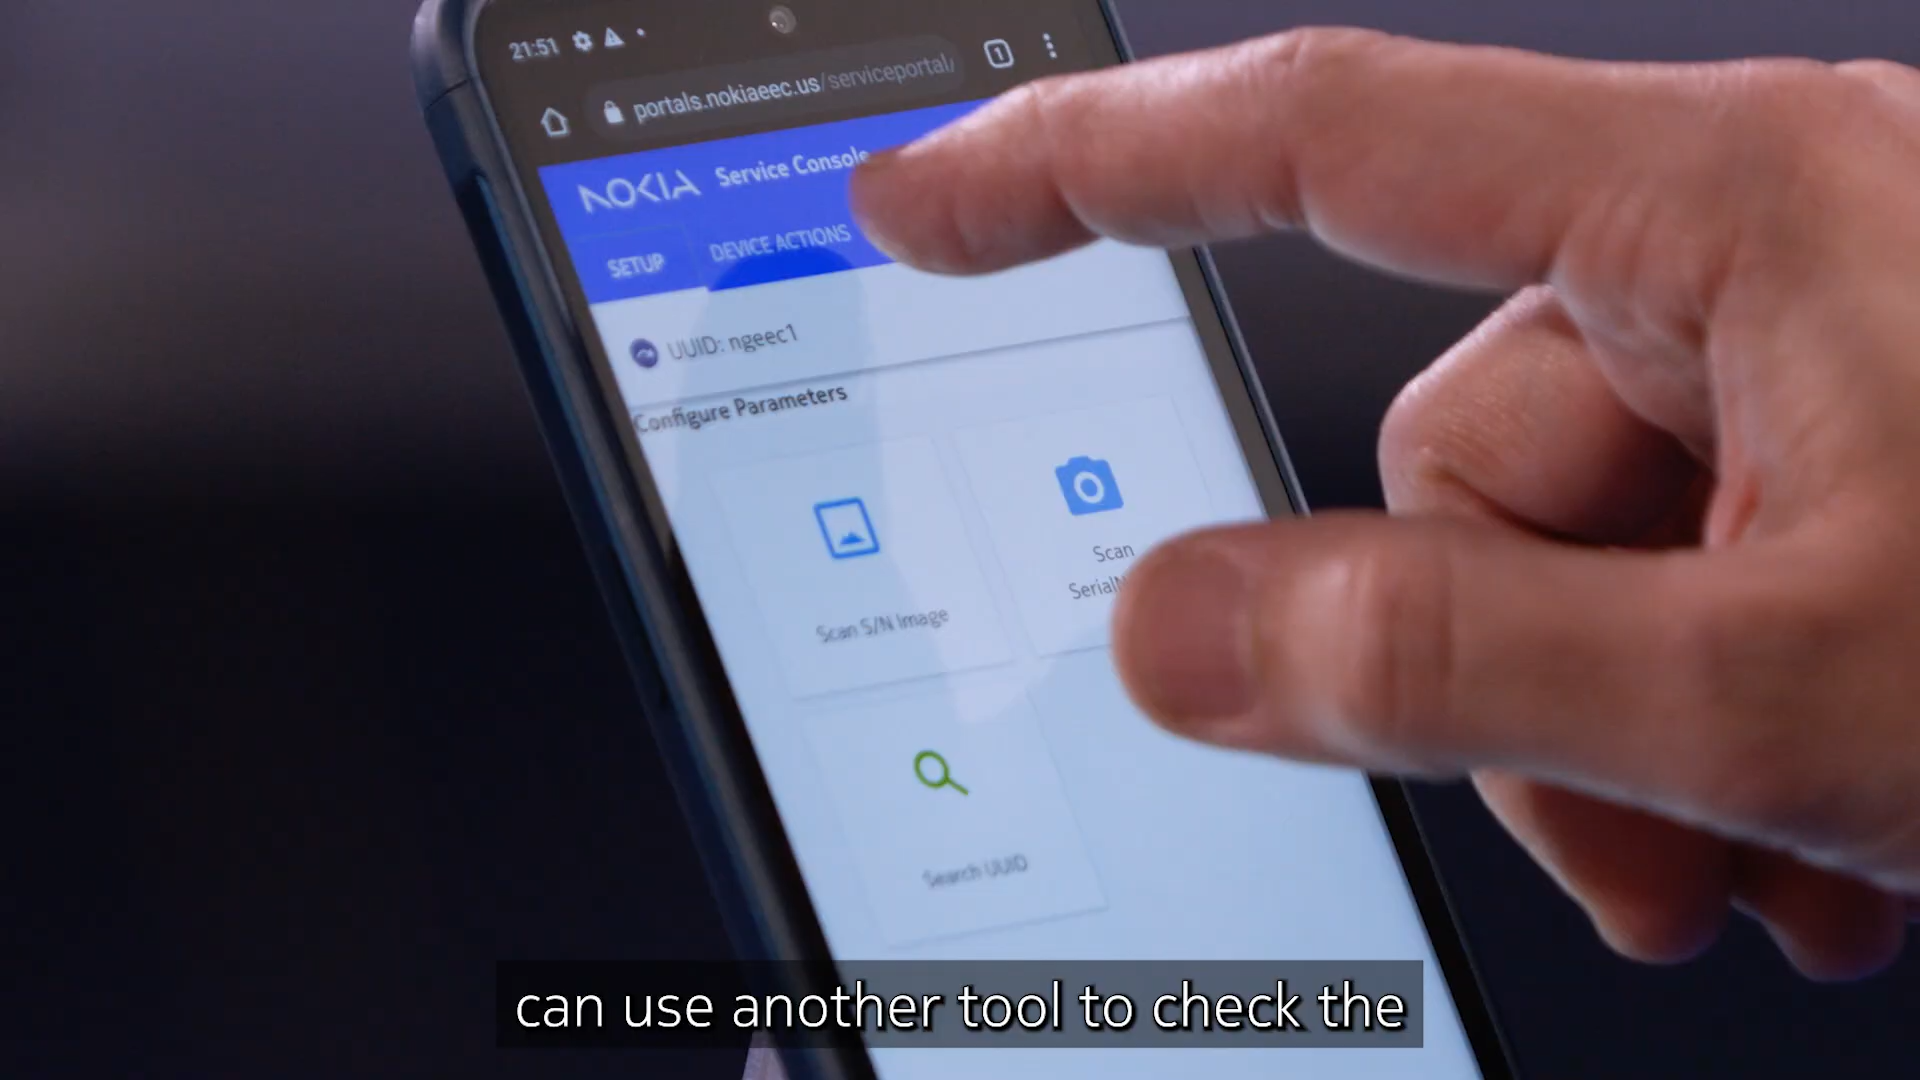 21:51
1
portals.nokiaeec.us/serviceportal/
NOKIA Service Console
SETUP DEVICE ACTIONS
UUID: ngeec1
Configure Parameters
Scan S/N Image
Scan
Search UUID
can use another tool to check the